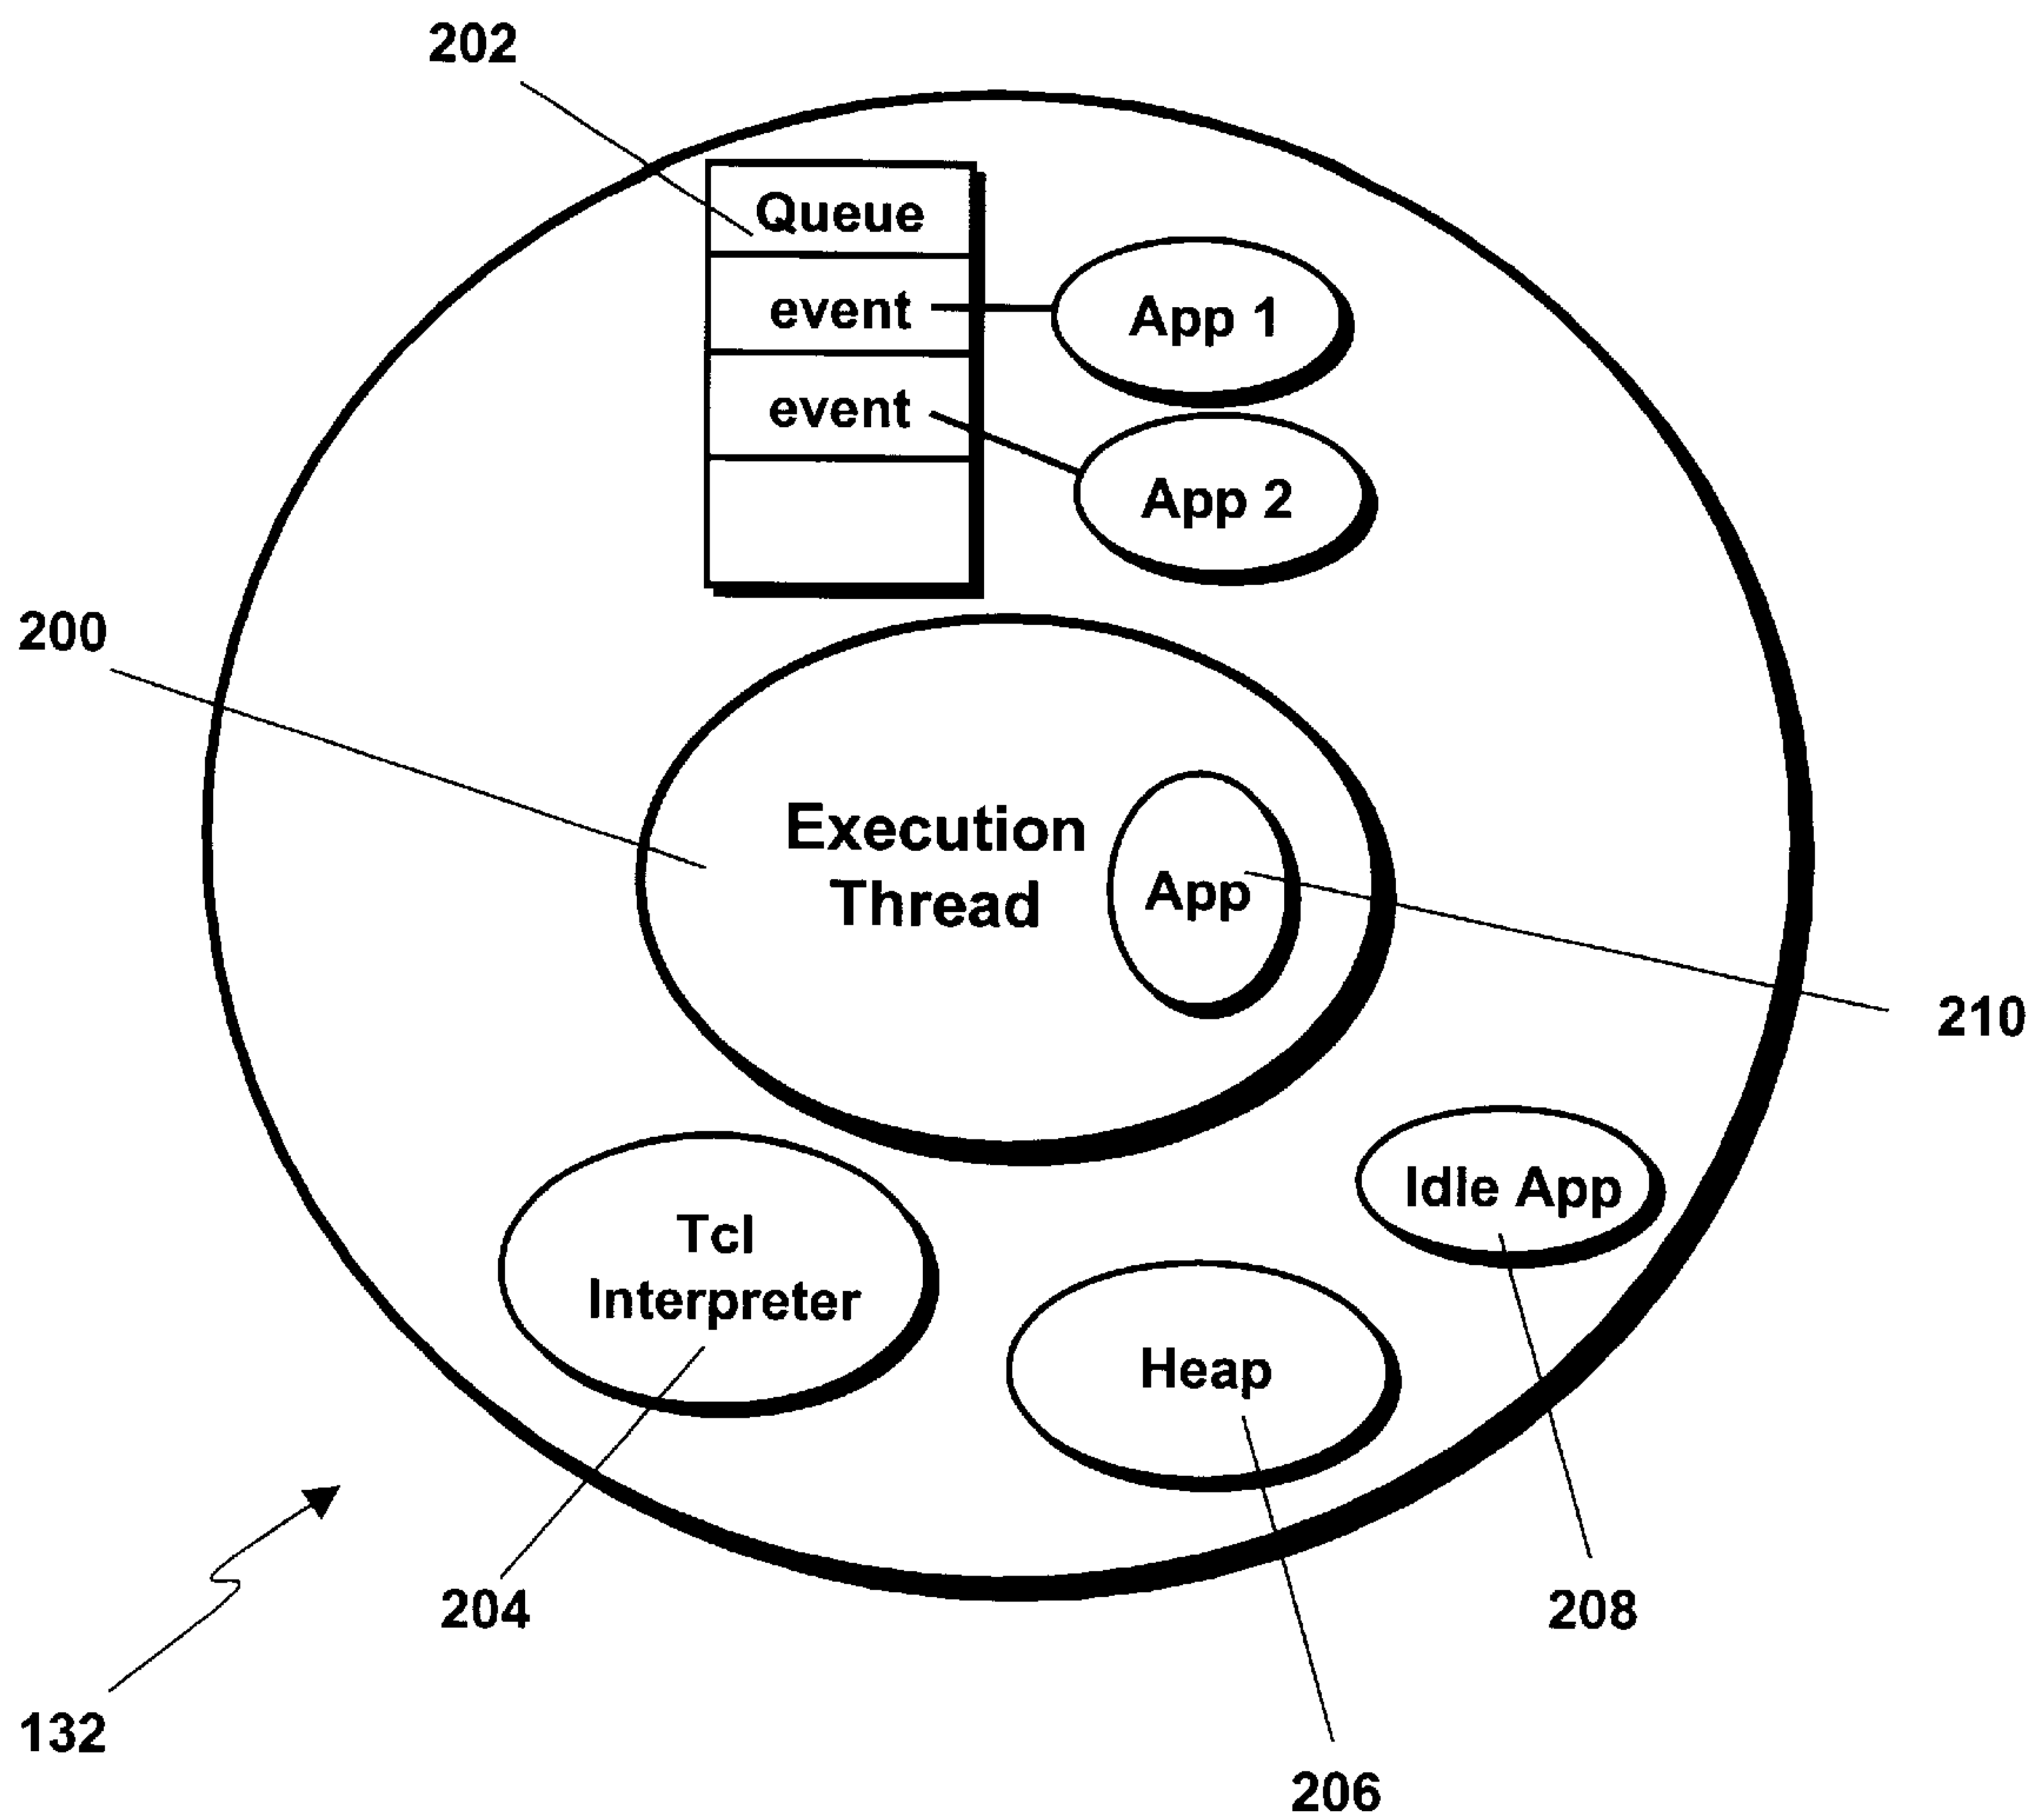 202
Queue
event
App 1
event
App 2
200
Execution
Thread
App
210
Idle App
Tcl
Interpreter
Heap
204
208
132
206